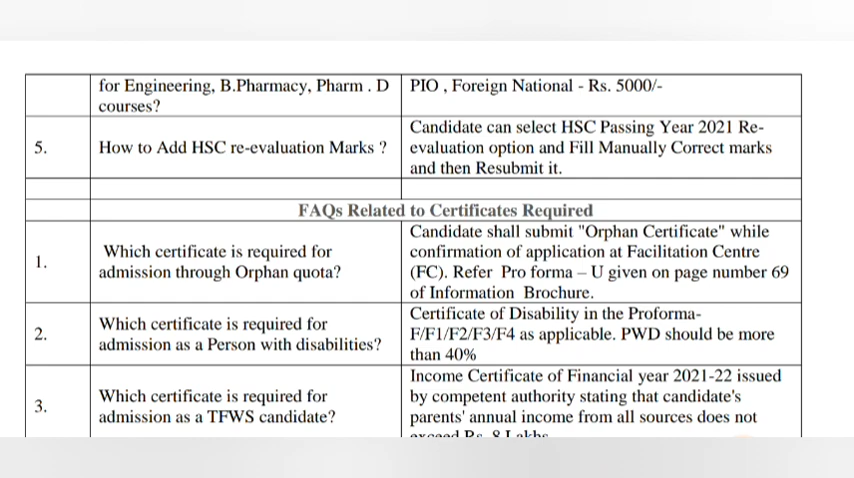 for Engineering, B.Pharmacy, Pharm . D
courses?
PIO , Foreign National - Rs. 5000/-
5.
How to Add HSC re-evaluation Marks ?
Candidate can select HSC Passing Year 2021 Re-
evaluation option and Fill Manually Correct marks
and then Resubmit it.
FAQs Related to Certificates Required
1.
Which certificate is required for
admission through Orphan quota?
Candidate shall submit "Orphan Certificate" while
confirmation of application at Facilitation Centre
(FC). Refer Pro forma – U given on page number 69
of Information Brochure.
2.
Which certificate is required for
admission as a Person with disabilities?
Certificate of Disability in the Proforma-
F/F1/F2/F3/F4 as applicable. PWD should be more
than 40%
3.
Which certificate is required for
admission as a TFWS candidate?
Income Certificate of Financial year 2021-22 issued
by competent authority stating that candidate's
parents' annual income from all sources does not
exceed Rs. 8 Lakhs